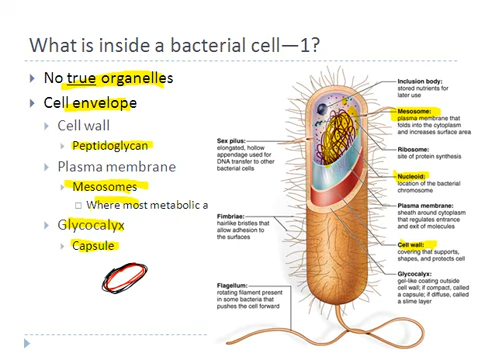 What is inside a bacterial cell—1?
No true organelles
Cell envelope
Cell wall
Peptidoglycan
Plasma membrane
Mesosomes
Where most metabolic a
Glycocalyx
Capsule
Sex pilus:
elongated, hollow
appendage used for
DNA transfer to other
bacterial cells
Fimbriae:
hairlike bristles that
allow adhesion to
the surfaces
Flagellum:
rotating filament present
in some bacteria that
pushes the cell forward
Inclusion body:
stored nutrients for
later use
Mesosome:
plasma membrane that
folds into the cytoplasm
and increases surface area
Ribosome:
site of protein synthesis
Nucleoid:
location of the bacterial
chromosome
Plasma membrane:
sheath around cytoplasm
that regulates entrance
and exit of molecules
Cell wall:
covering that supports,
shapes, and protects cell
Glycocalyx:
gel-like coating outside
cell wall; if compact, called
a capsule; if diffuse, called
a slime layer